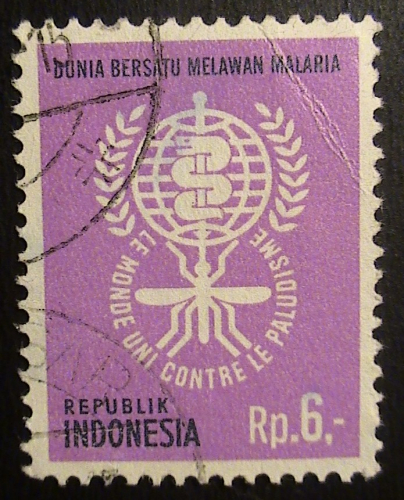 DUNIA BERSATU MELAWAN MALARIA
LE MONDE UNI CONTRE LE PALUDISME
REPUBLIK
INDONESIA
Rp.6,-